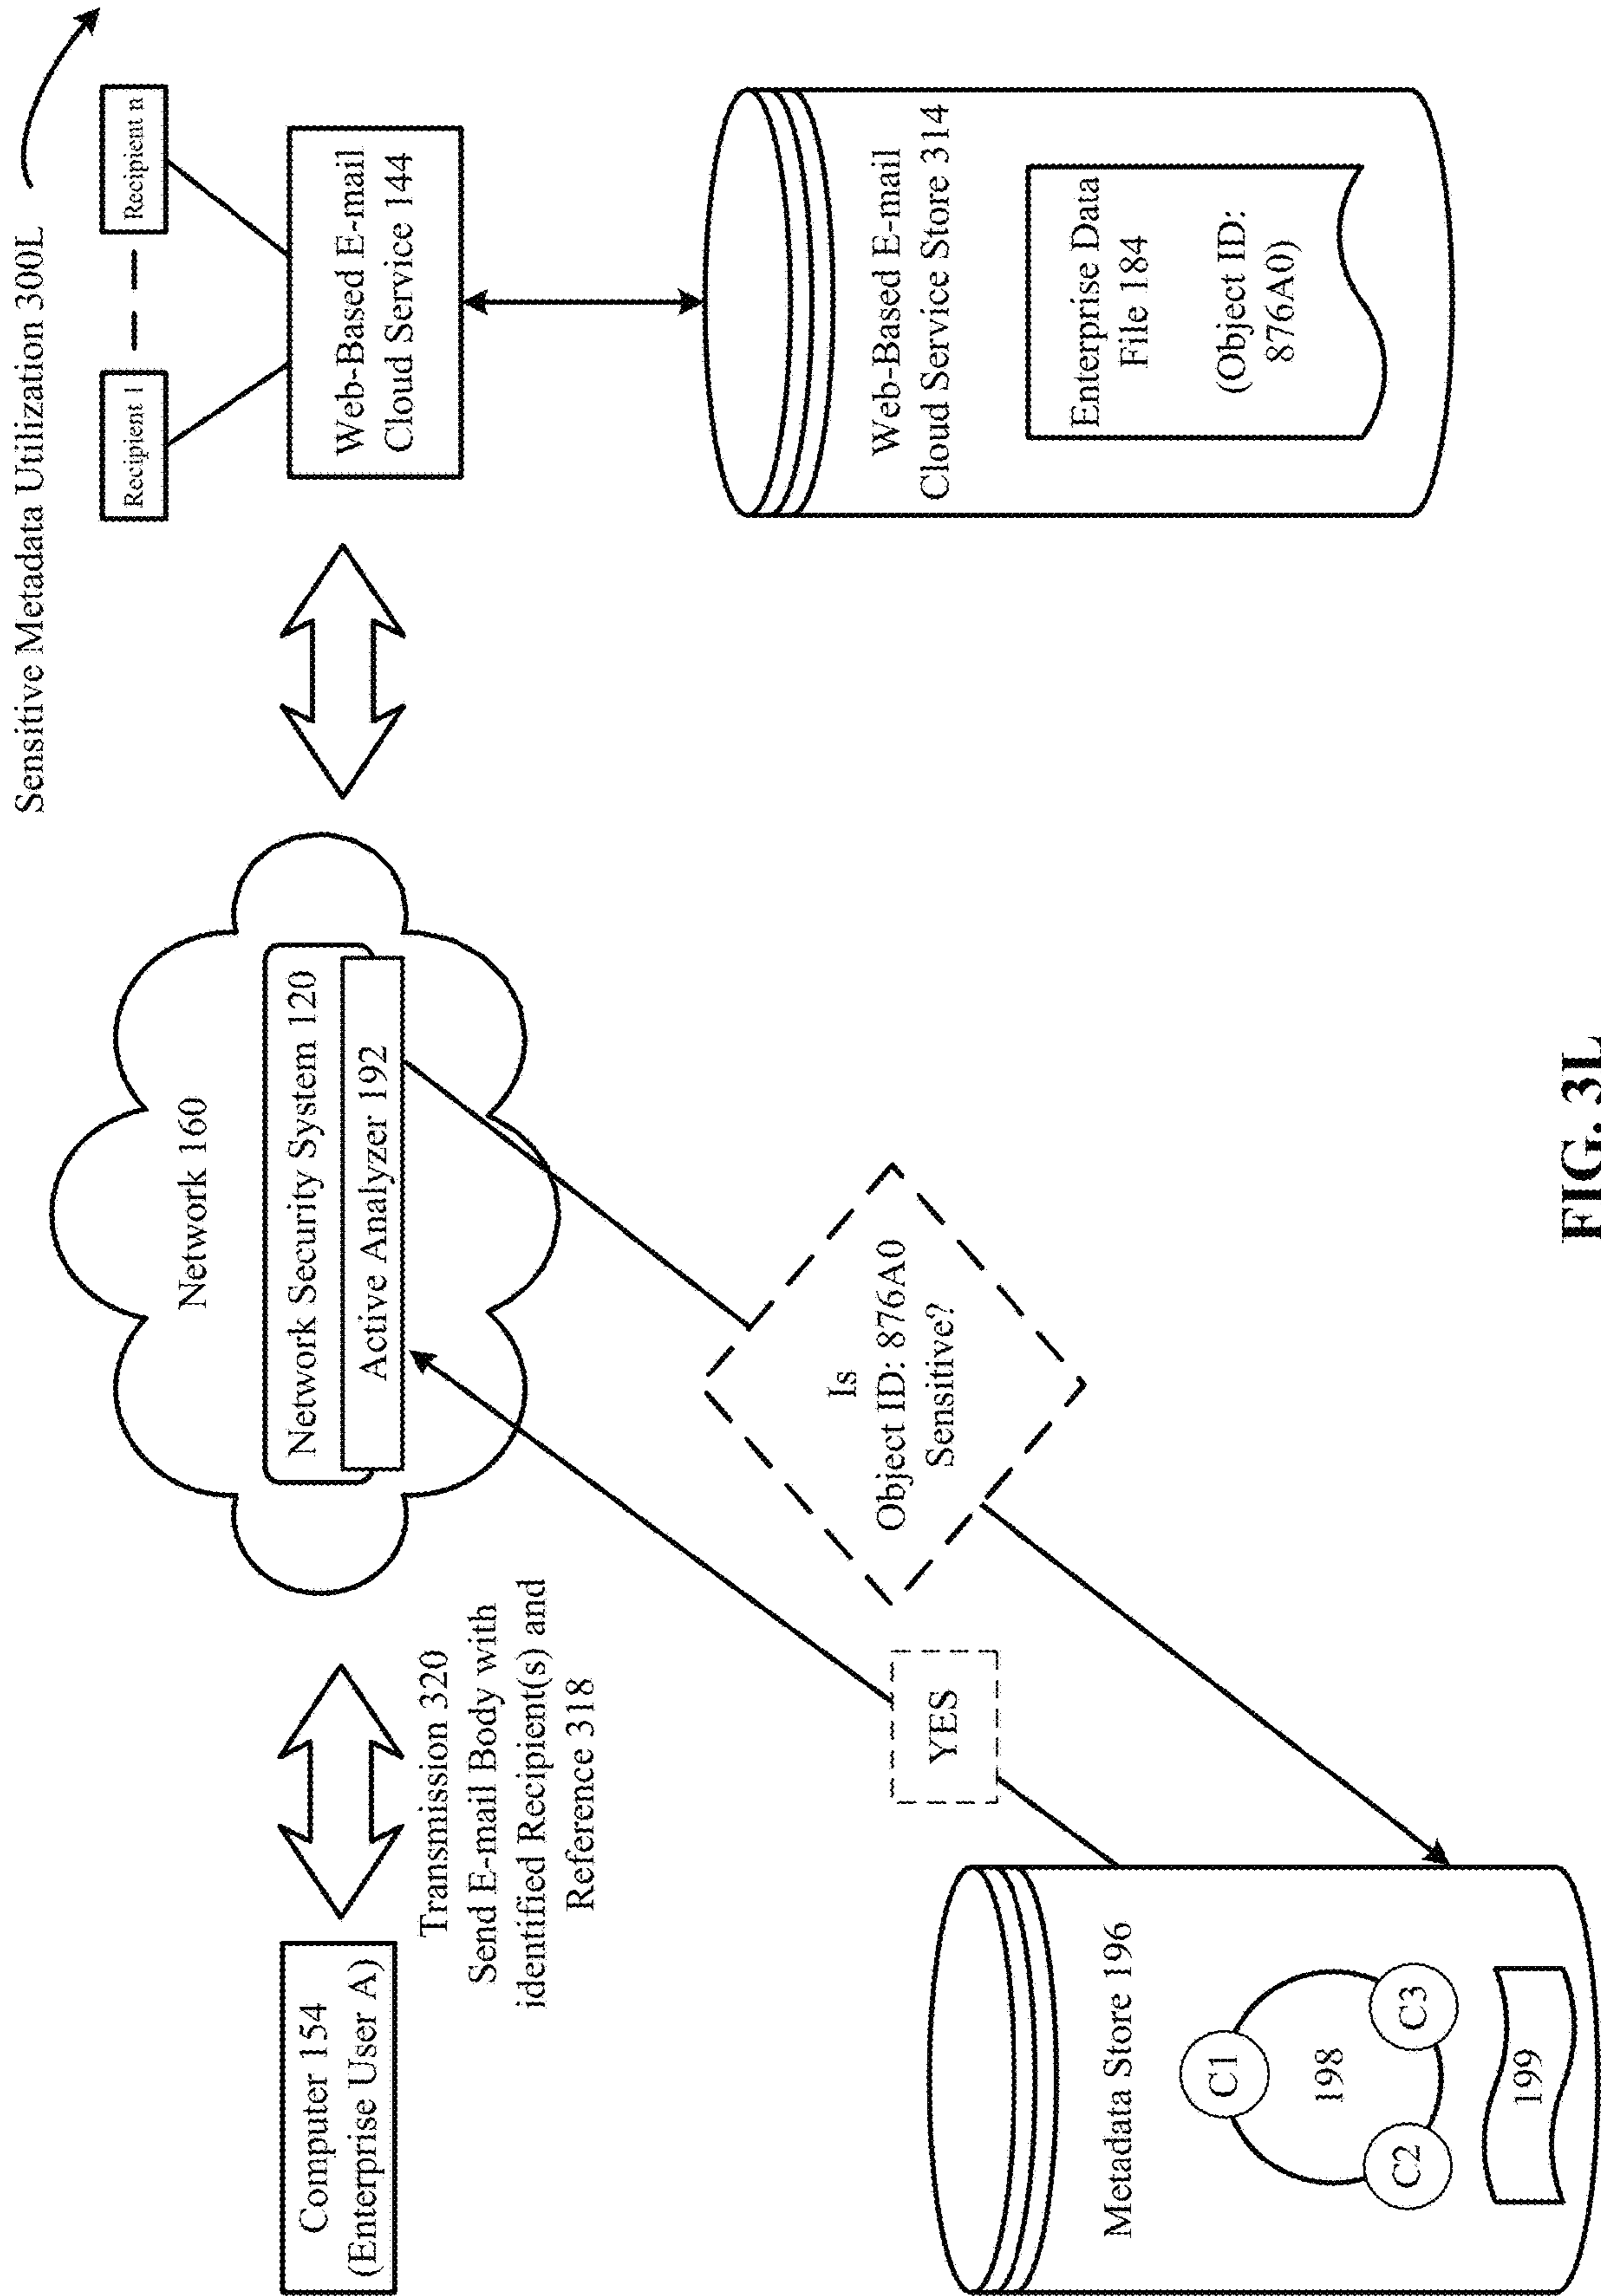 Sensitive Metadata Utilization 300L
Computer 154
(Enterprise User A)
Transmission 320
Send E-mail Body with
identified Recipient(s) and
Reference 318
Network 160
Network Security System 120
Active Analyzer 192
Recipient 1
Recipient n
Web-Based E-mail
Cloud Service 144
YES
Is
Object ID: 876A0
Sensitive?
Metadata Store 196
C1
198
C2
C3
199
Web-Based E-mail
Cloud Service Store 314
Enterprise Data
File 184
(Object ID:
876A0)
FIG. 3L